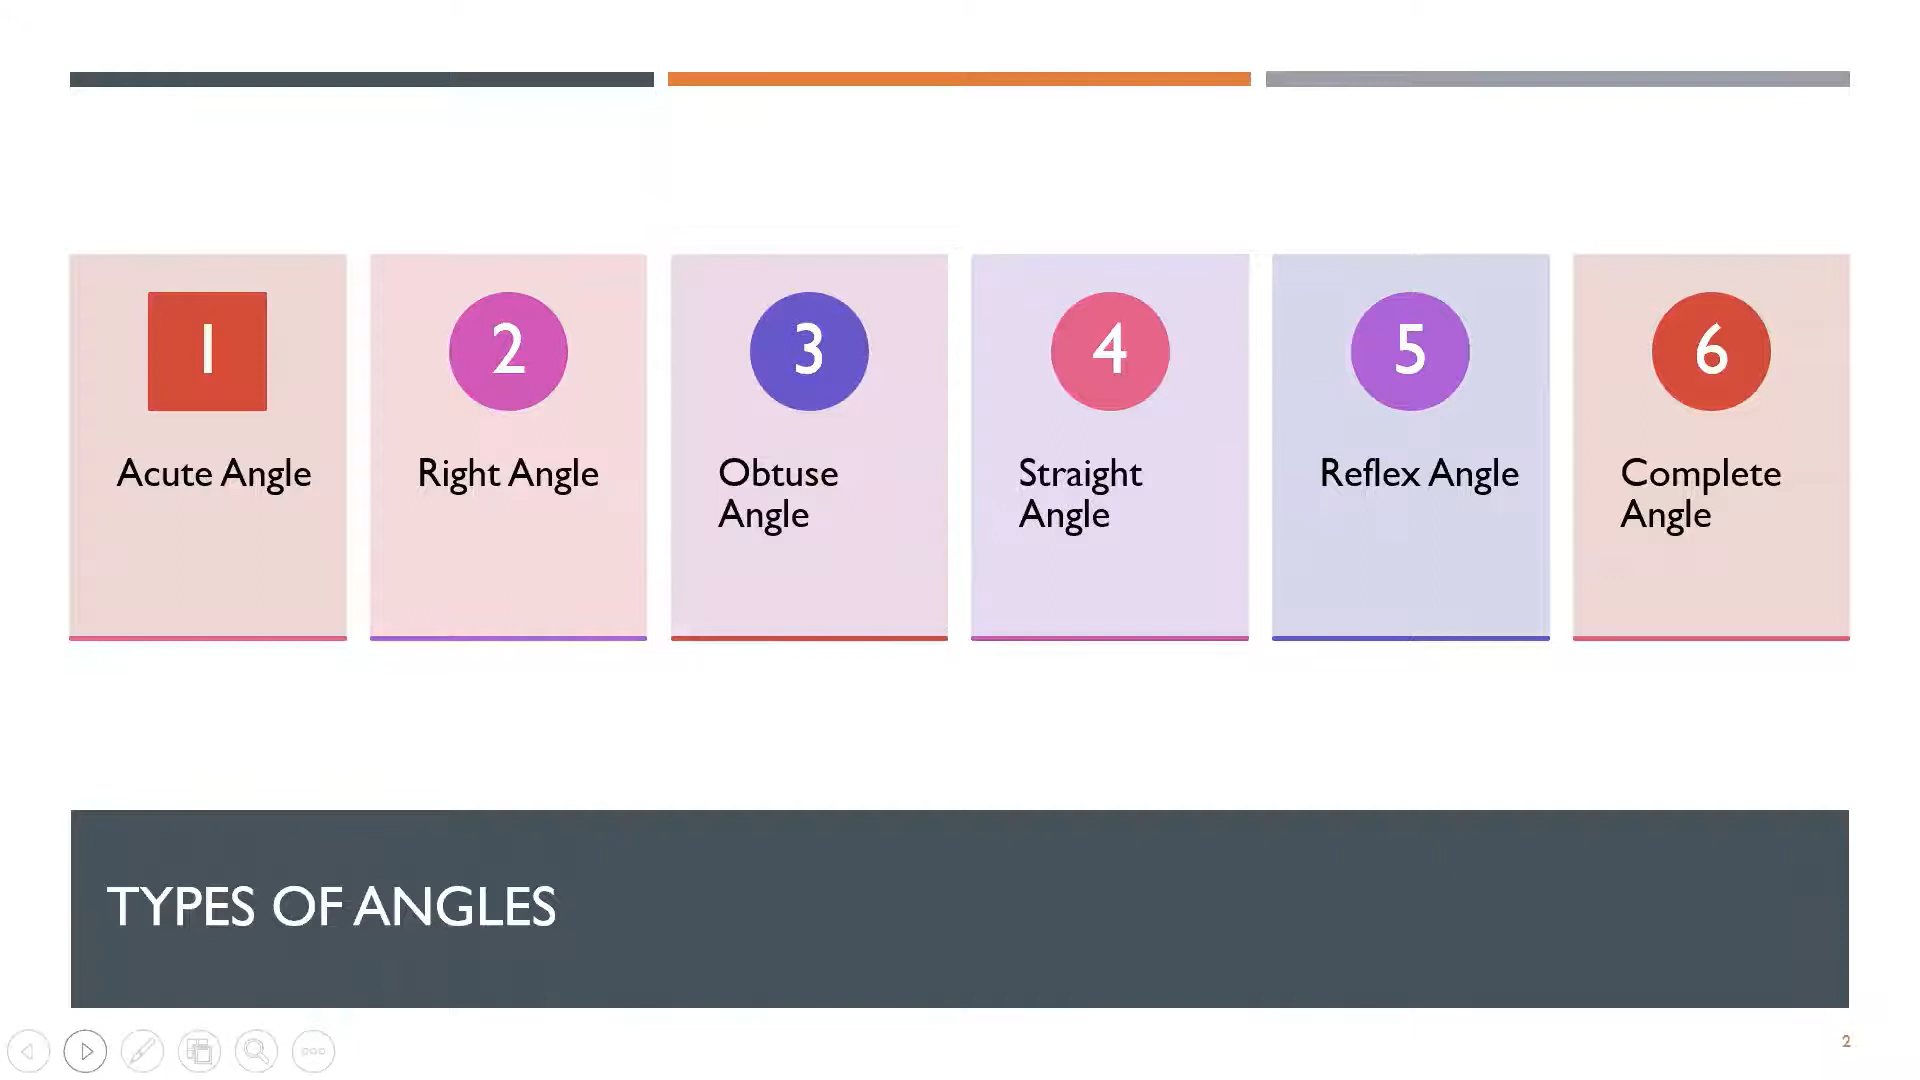 1
Acute Angle
2
Right Angle
3
Obtuse
Angle
4
Straight
Angle
5
Reflex Angle
6
Complete
Angle
TYPES OF ANGLES
2